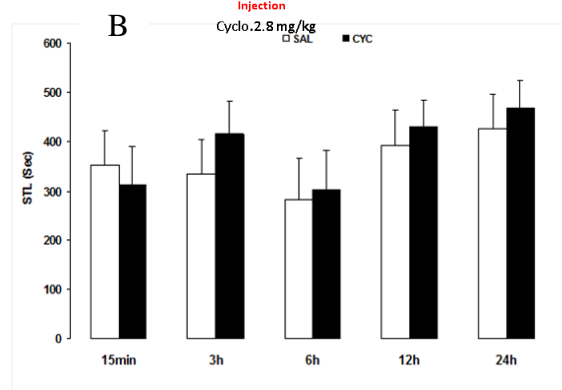 Injection
B
Cyclo.2.8 mg/kg
SAL CYC
600
500
400
300
200
100
0
STL (Sec)
15min 3h 6h 12h 24h